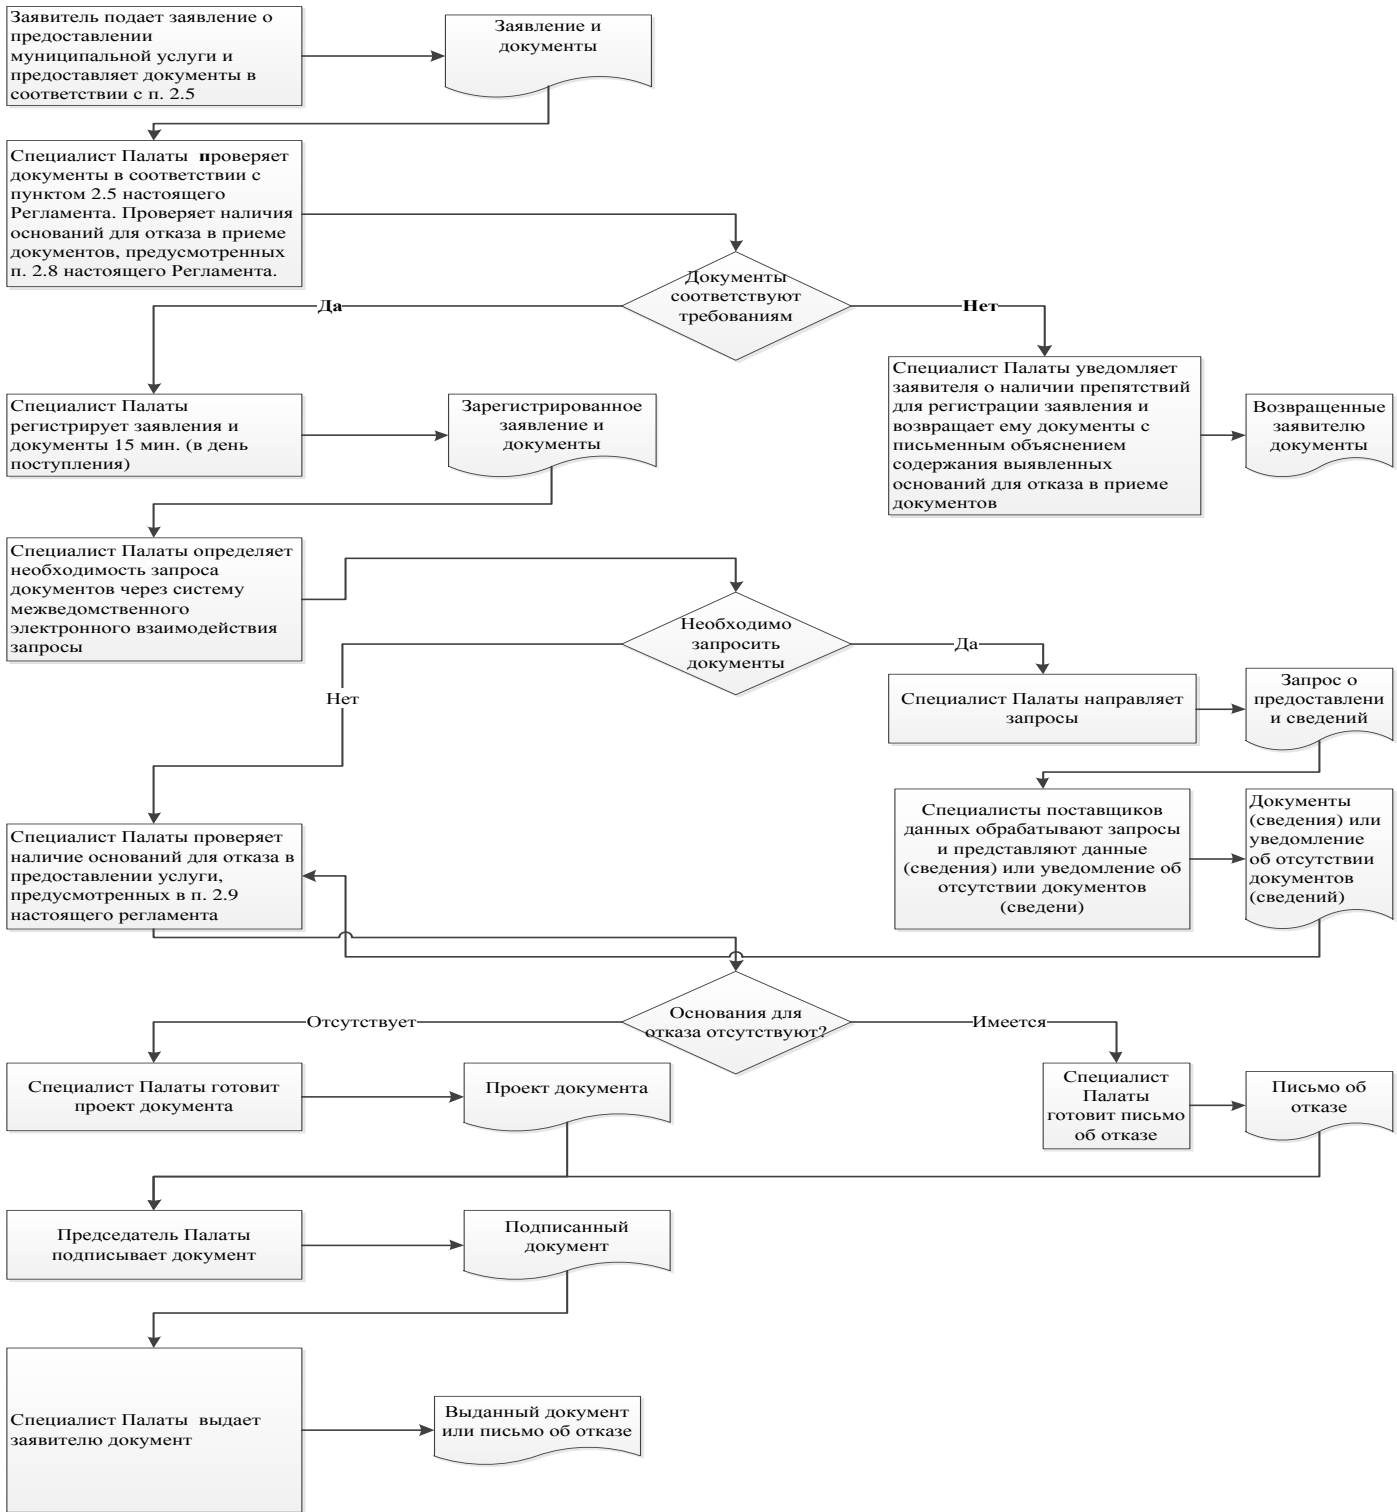 Заявитель подает заявление о
предоставлении
муниципальной услуги и
предоставляет документы в
соответствии с п. 2.5
Заявление и
документы
Специалист Палаты проверяет
документы в соответствии с
пунктом 2.5 настоящего
Регламента. Проверяет наличия
оснований для отказа в приеме
документов, предусмотренных
п. 2.8 настоящего Регламента.
Документы
соответствуют
требованиям
Да
Нет
Специалист Палаты
регистрирует заявления и
документы 15 мин. (в день
поступления)
Зарегистрированное
заявление и
документы
Специалист Палаты уведомляет
заявителя о наличии препятствий
для регистрации заявления и
возвращает ему документы с
письменным объяснением
содержания выявленных
оснований для отказа в приеме
документов
Возвращенные
заявителю
документы
Специалист Палаты определяет
необходимость запроса
документов через систему
межведомственного
электронного взаимодействия
запросы
Необходимо
запросить
документы
Да
Нет
Специалист Палаты направляет
запросы
Запрос о
предоставлени
и сведений
Специалисты поставщиков
данных обрабатывают запросы
и представляют данные
(сведения) или уведомление об
отсутствии документов
(сведени)
Документы
(сведения) или
уведомление
об отсутствии
документов
(сведений)
Специалист Палаты проверяет
наличие оснований для отказа в
предоставлении услуги,
предусмотренных в п. 2.9
настоящего регламента
Основания для
отказа отсутствуют?
Отсутствует
Имеется
Специалист Палаты готовит
проект документа
Проект документа
Специалист
Палаты
готовит письмо
об отказе
Письмо об
отказе
Председатель Палаты
подписывает документ
Подписанный
документ
Специалист Палаты выдает
заявителю документ
Выданный документ
или письмо об отказе